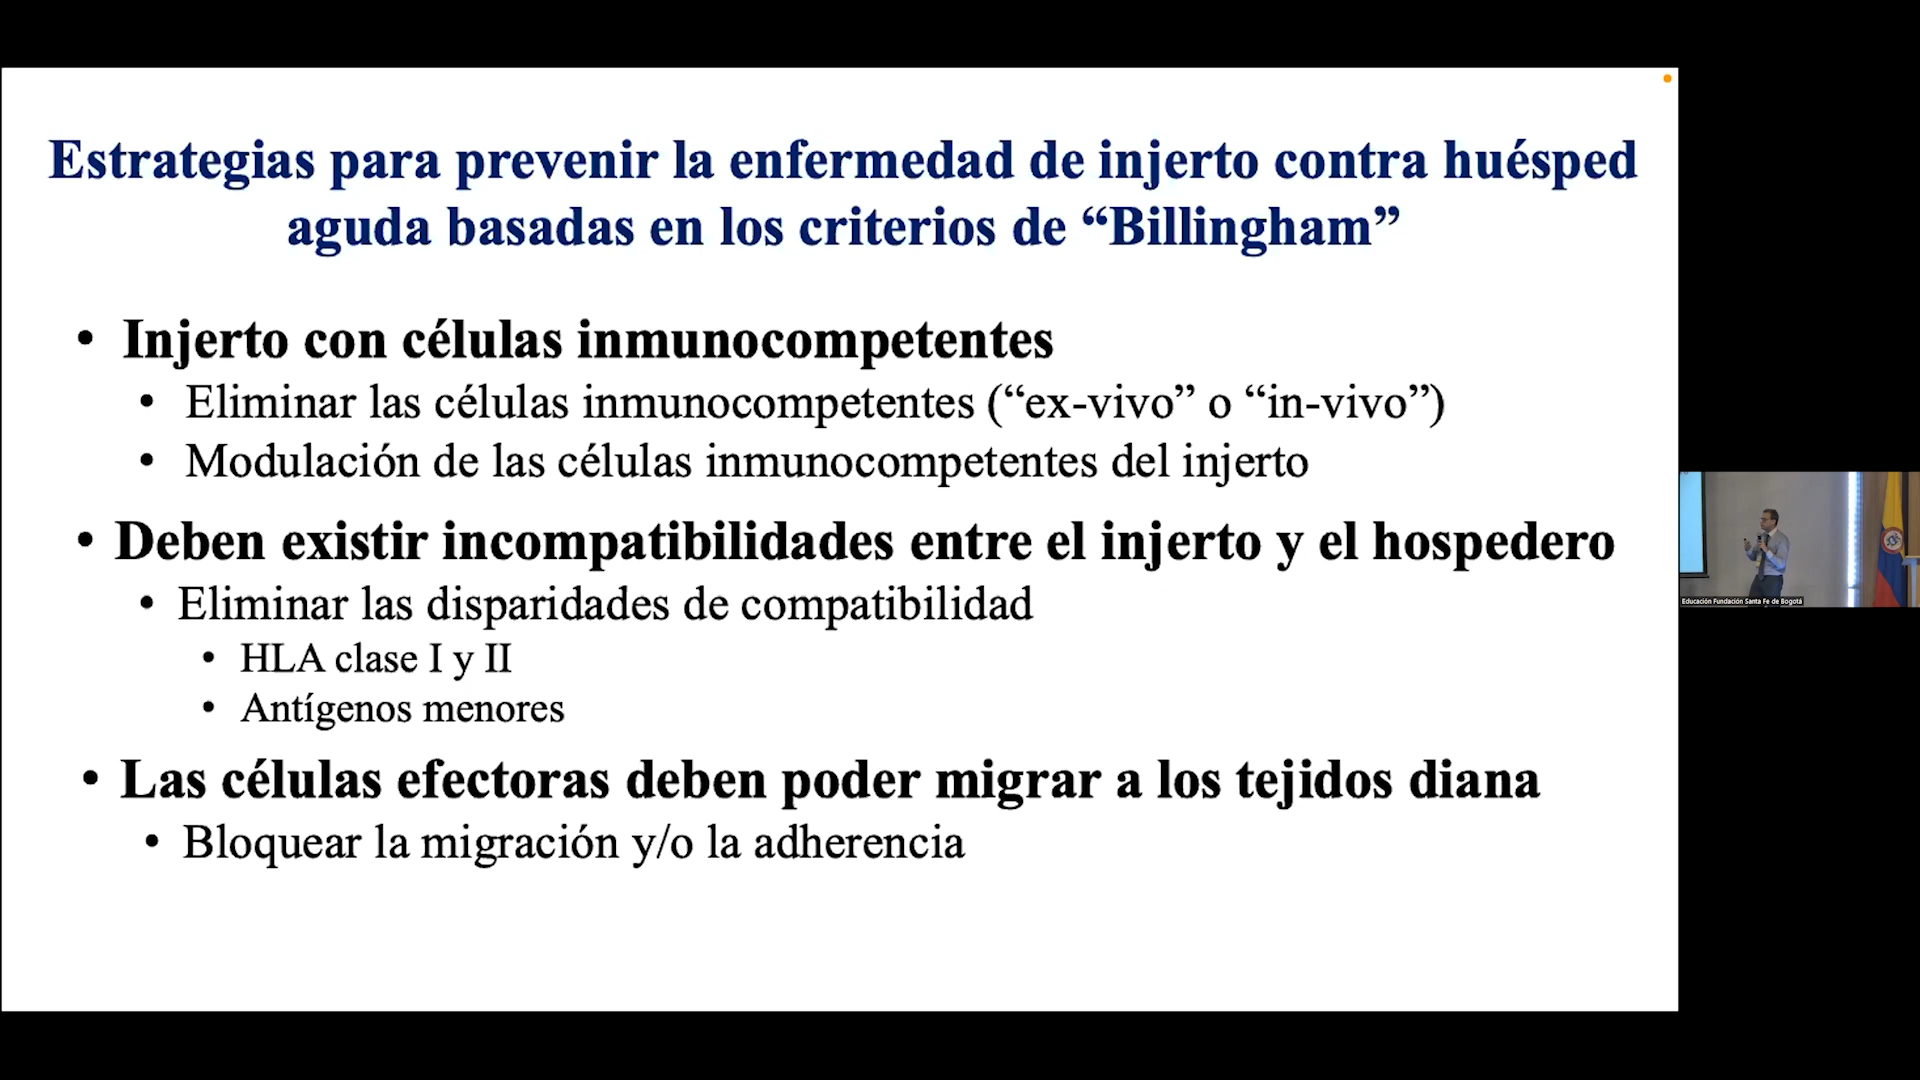 Estrategias para prevenir la enfermedad de injerto contra huésped
aguda basadas en los criterios de “Billingham”
• Injerto con células inmunocompetentes
• Eliminar las células inmunocompetentes (“ex-vivo” o “in-vivo”)
• Modulación de las células inmunocompetentes del injerto
• Deben existir incompatibilidades entre el injerto y el hospedero
• Eliminar las disparidades de compatibilidad
• HLA clase I y II
• Antígenos menores
• Las células efectoras deben poder migrar a los tejidos diana
• Bloquear la migración y/o la adherencia
Educación Fundación Santa Fe de Bogotá